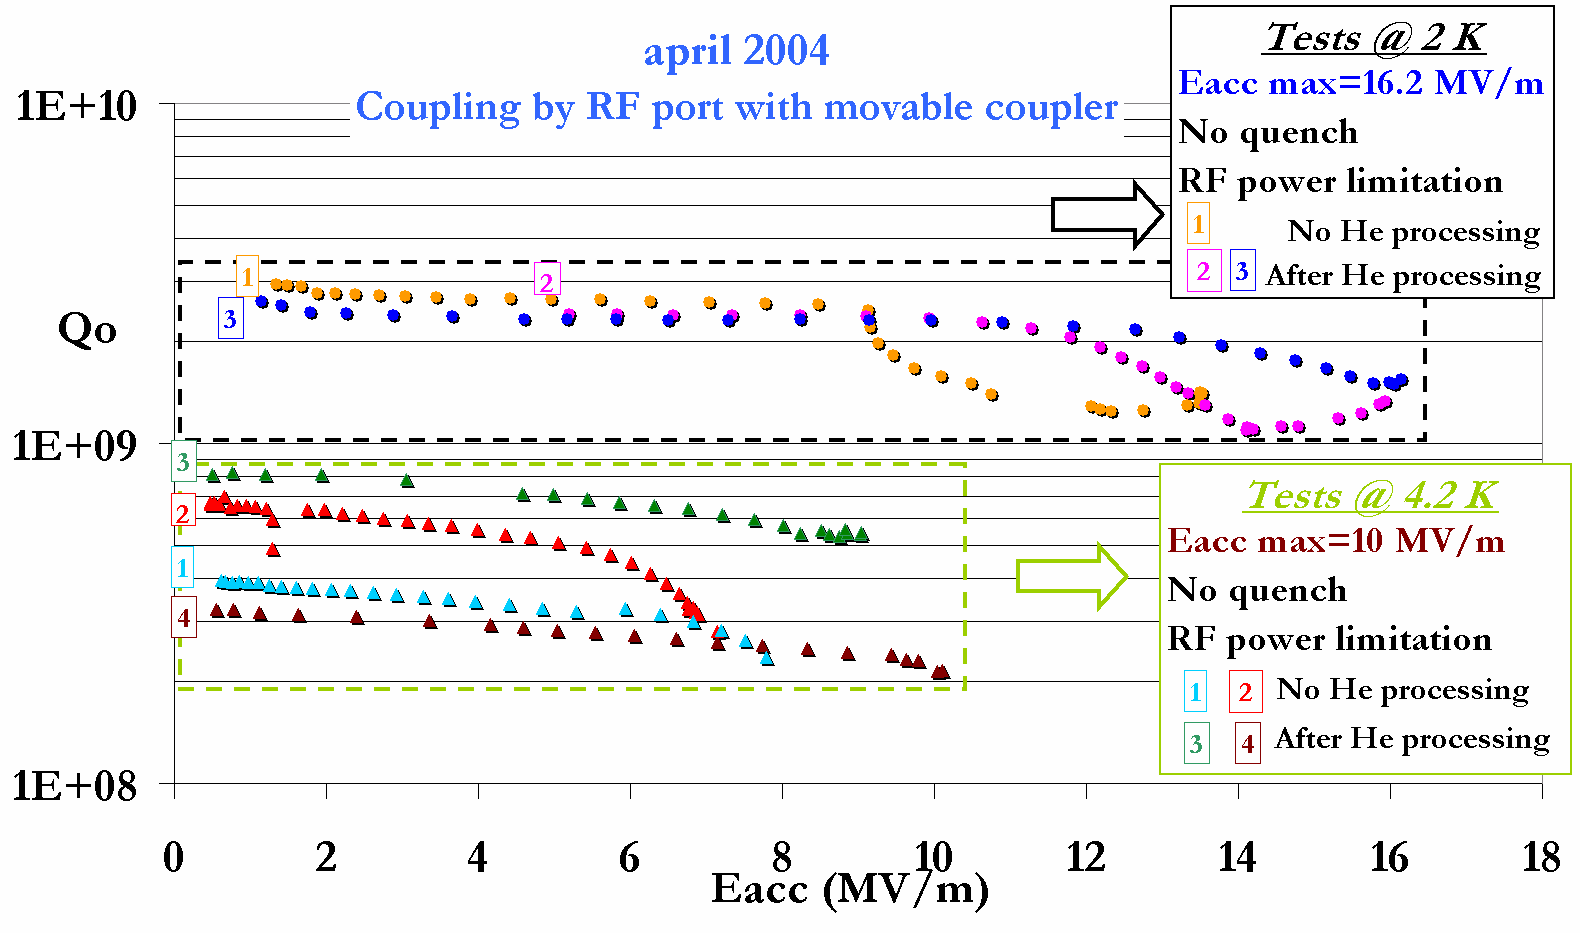 april 2004
Coupling by RF port with movable coupler
Tests @ 2 K
Eacc max=16.2 MV/m
No quench
RF power limitation
1 No He processing
2 3 After He processing
1E+10
1
2
3
Qo
1E+09
3
2
1
4
Tests @ 4.2 K
Eacc max=10 MV/m
No quench
RF power limitation
1 2 No He processing
3 4 After He processing
1E+08
0 2 4 6 8 10 12 14 16 18
Eacc (MV/m)